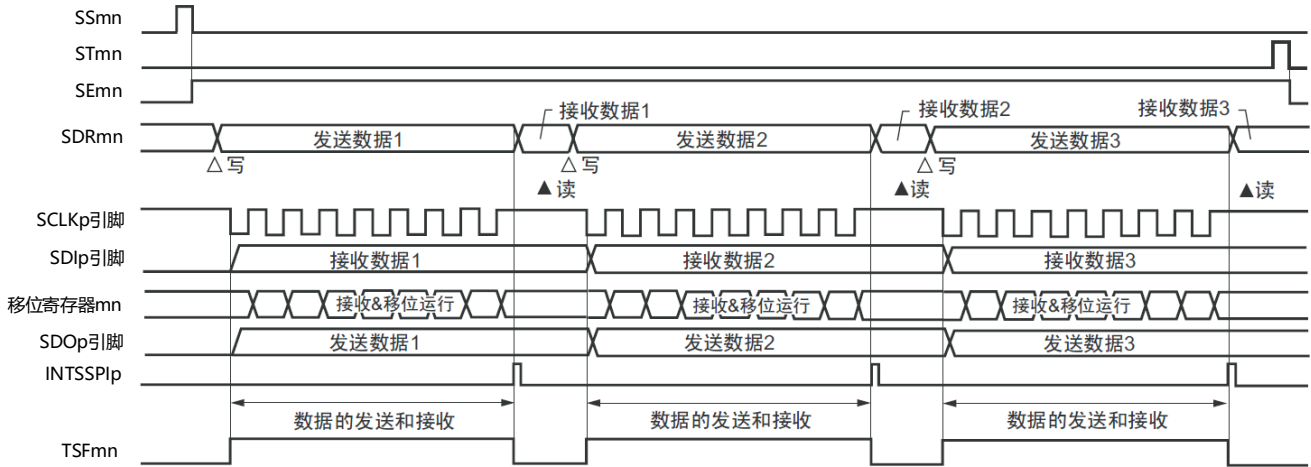 SSmn
STmn
SEmn
接收数据1 接收数据2 接收数据3
SDRmn 发送数据1 发送数据2 发送数据3
△写 △写 △写
▲读 ▲读 ▲读
SCLKp引脚
SDIp引脚 接收数据1 接收数据2 接收数据3
移位寄存器mn 接收&移位运行 接收&移位运行 接收&移位运行
SDOp引脚 发送数据1 发送数据2 发送数据3
INTSSPIp
数据的发送和接收 数据的发送和接收 数据的发送和接收
TSFmn